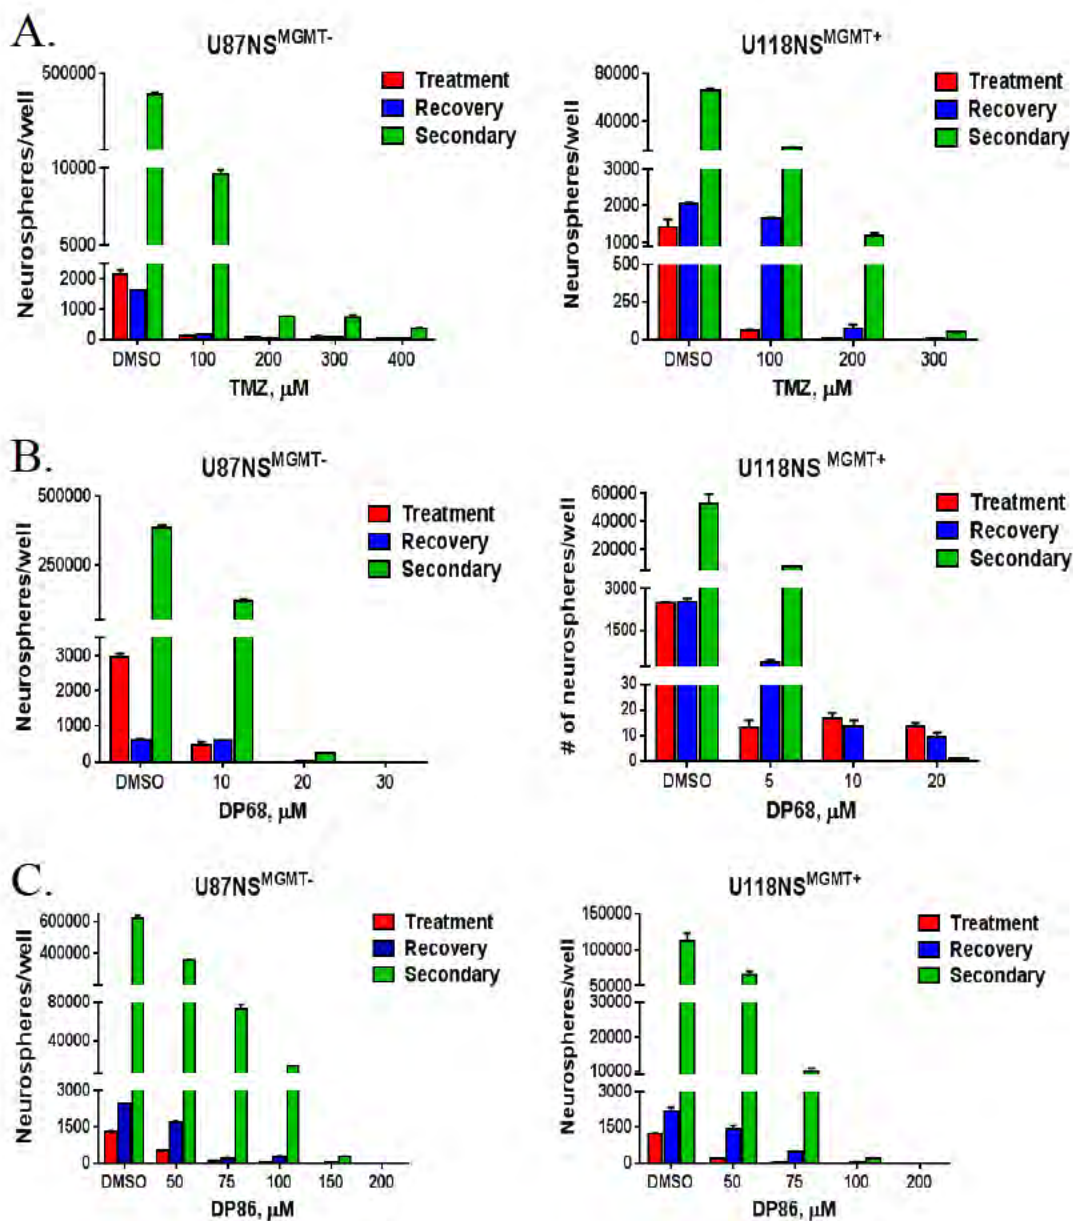 A.
U87NS^MGMT-
Neurospheres/well
500000
10000
5000
2000
1000
0
DMSO 100 200 300 400
TMZ, µM
Treatment
Recovery
Secondary
U118NS^MGMT+
Neurospheres/well
80000
40000
3000
2000
1000
500
250
0
DMSO 100 200 300
TMZ, µM
Treatment
Recovery
Secondary
B.
U87NS^MGMT-
Neurospheres/well
500000
250000
3000
2000
1000
0
DMSO 10 20 30
DP68, µM
Treatment
Recovery
Secondary
U118NS ^MGMT+
# of neurospheres/well
60000
40000
20000
3000
1500
30
20
10
0
DMSO 5 10 20
DP68, µM
Treatment
Recovery
Secondary
C.
U87NS^MGMT-
Neurospheres/well
600000
400000
80000
40000
3000
1500
0
DMSO 50 75 100 150 200
DP86, µM
Treatment
Recovery
Secondary
U118NS^MGMT+
Neurospheres/well
150000
100000
50000
30000
20000
10000
3000
1500
0
DMSO 50 75 100 200
DP86, µM
Treatment
Recovery
Secondary